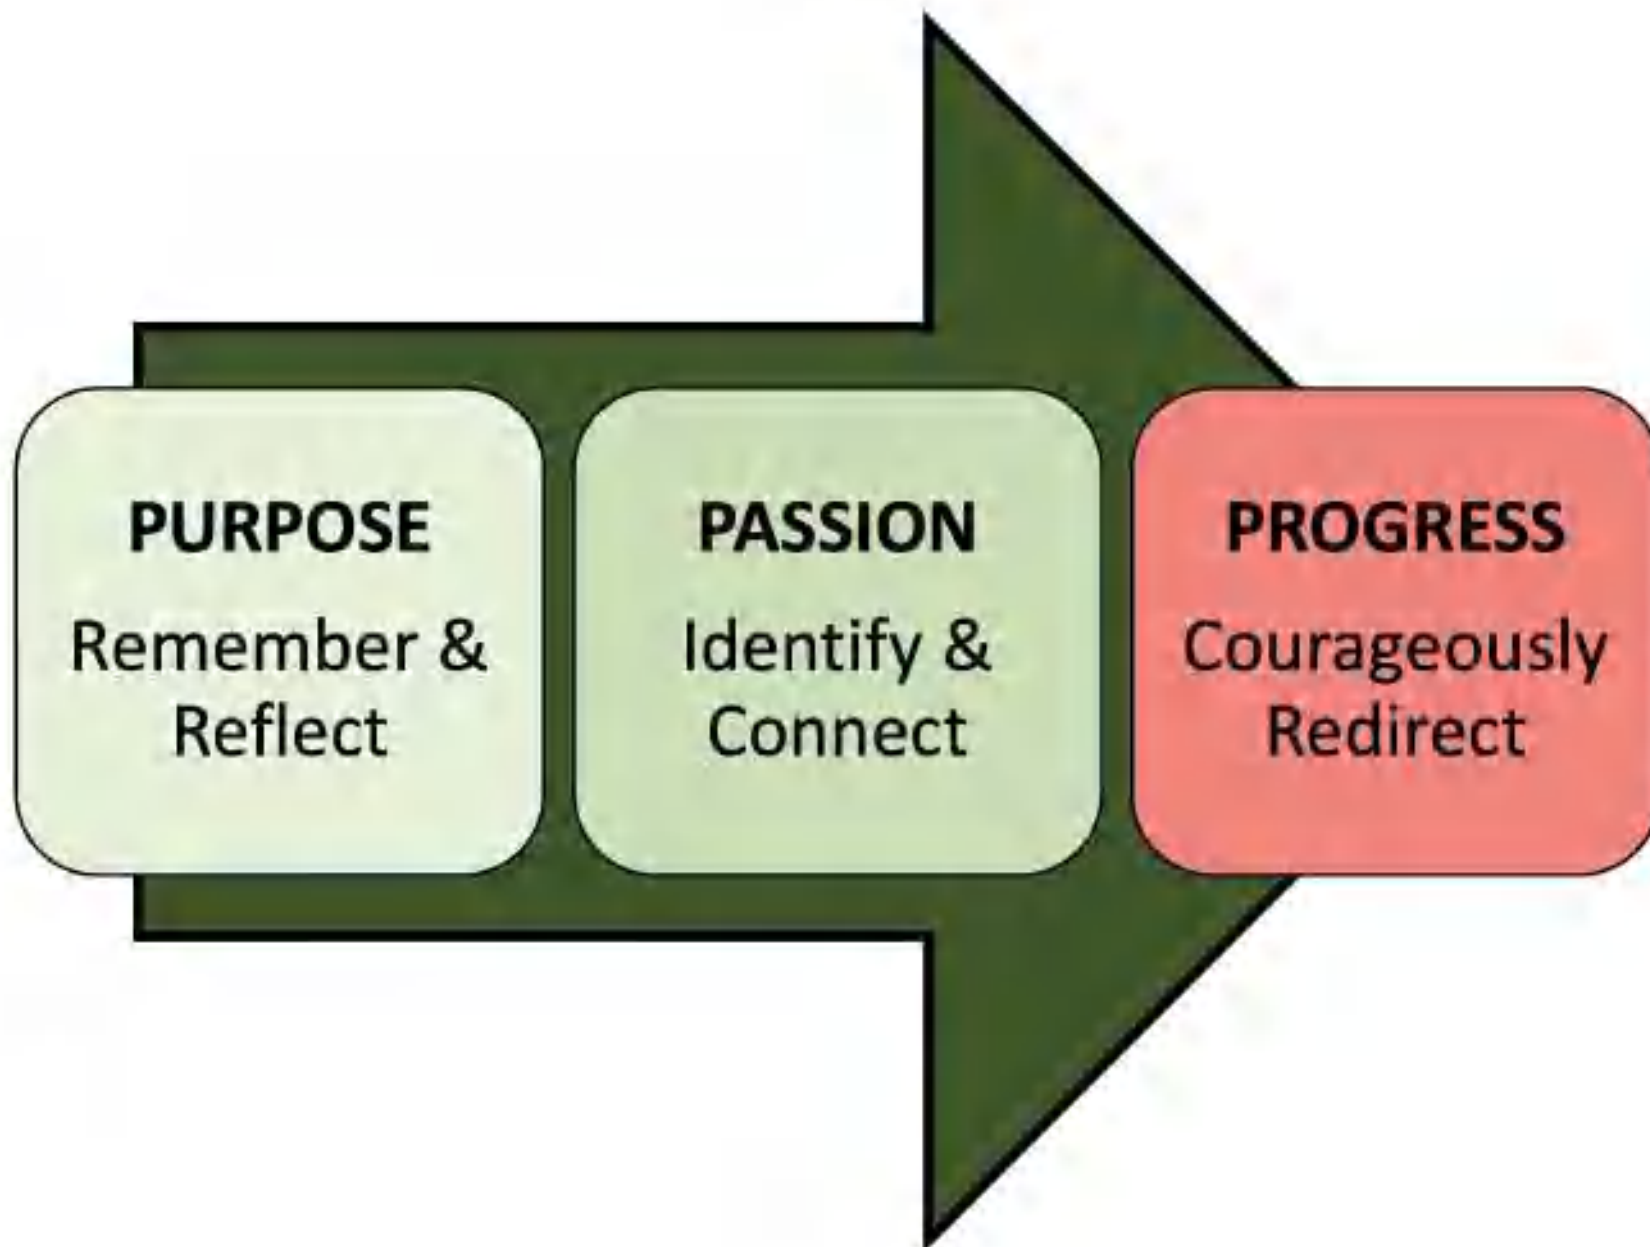 PURPOSE
Remember &
Reflect
PASSION
Identify &
Connect
PROGRESS
Courageously
Redirect